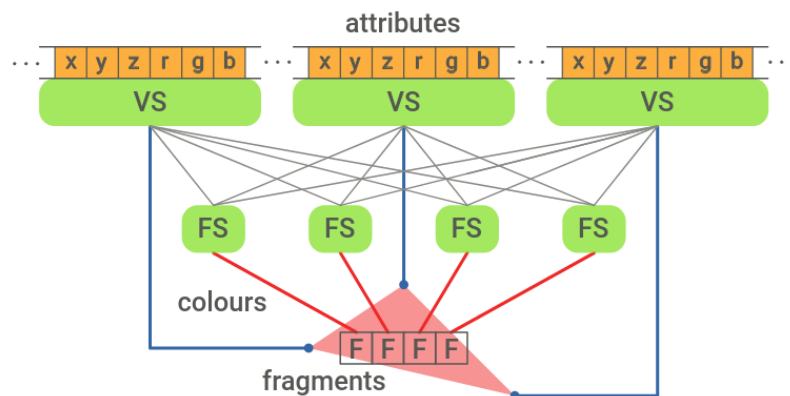 attributes
... x y z r g b ... x y z r g b ... x y z r g b ..
VS VS VS
FS FS FS FS
colours
F F F F
fragments